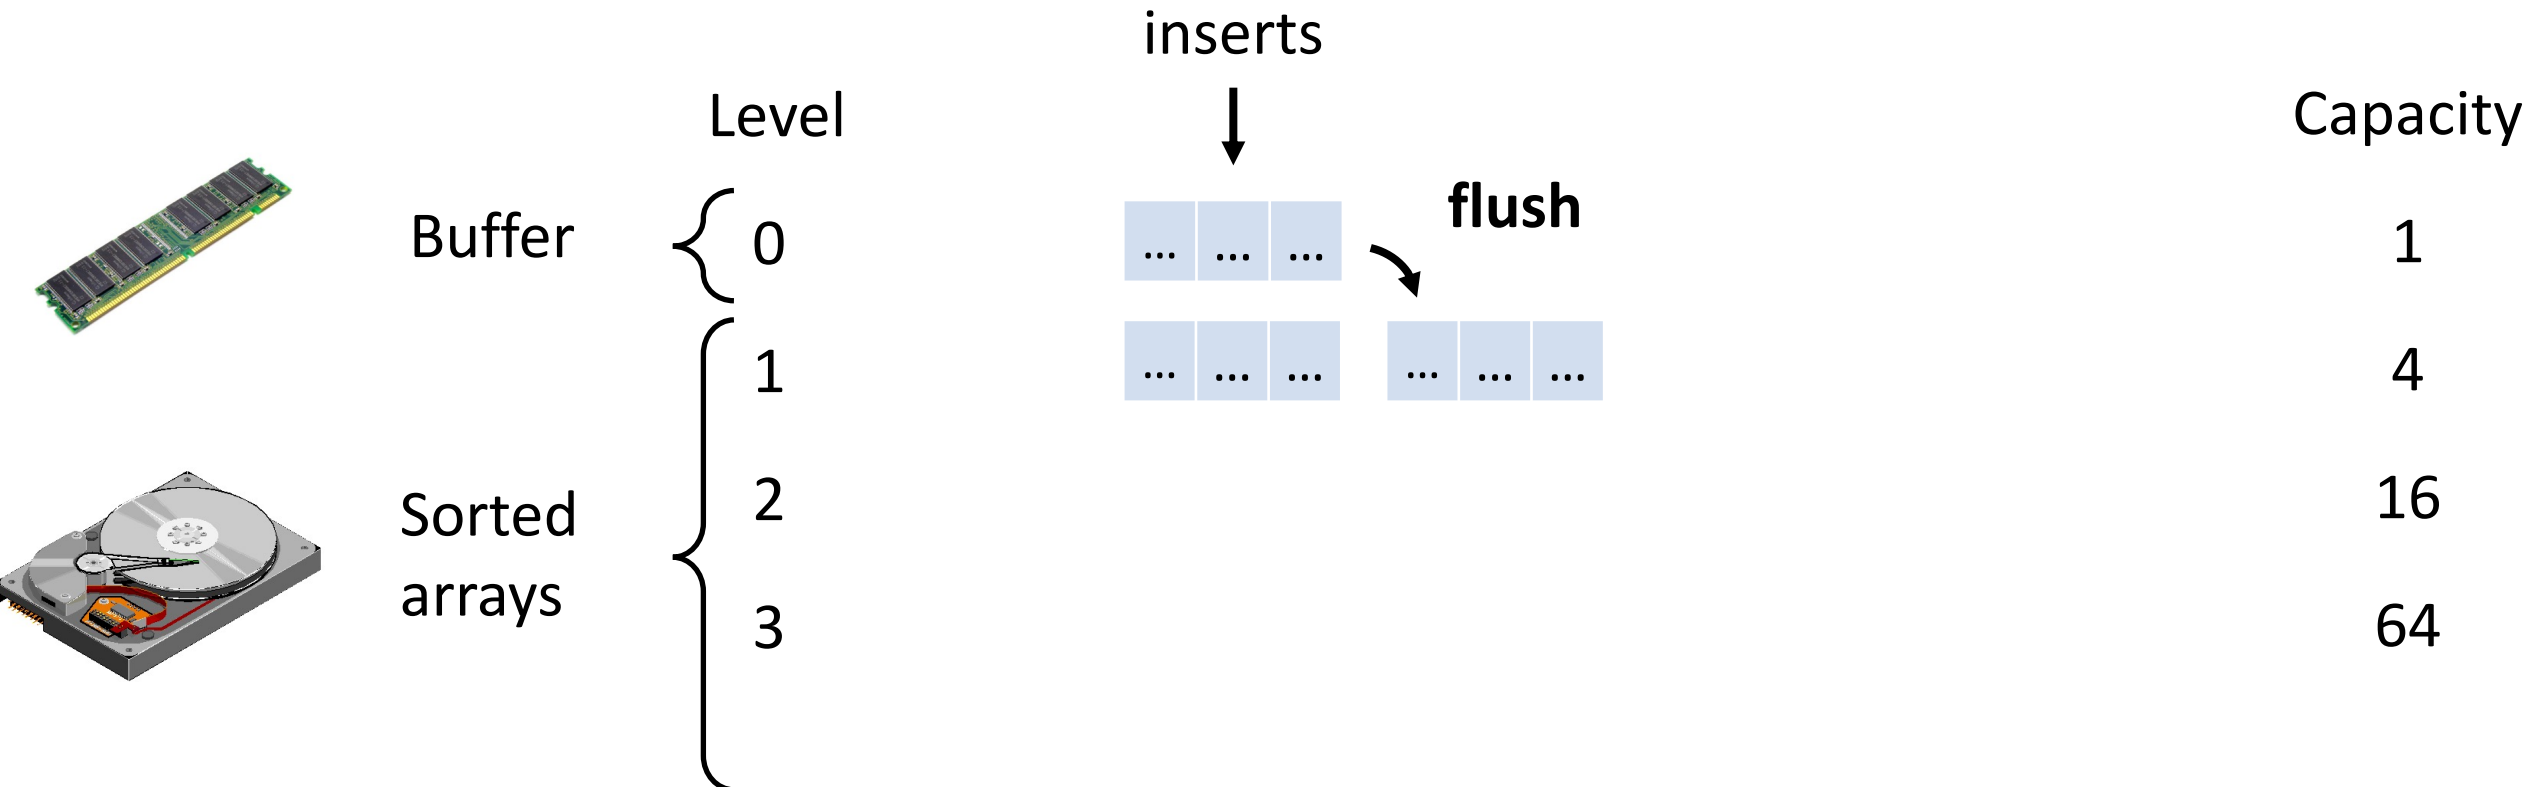 inserts
Level
Capacity
Buffer
0
... ... ...
flush
1
1
... ... ...
... ... ...
4
Sorted
arrays
2
16
3
64